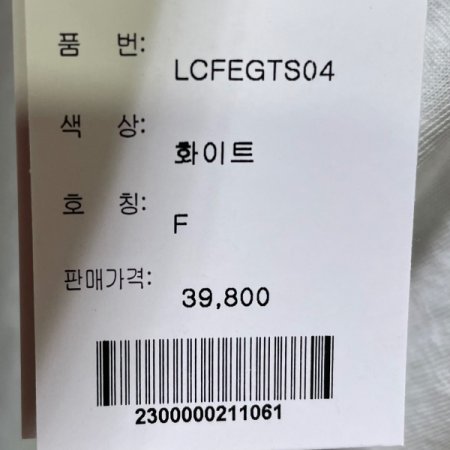 품 번: LCFEGTS04
색 상: 화이트
호 칭: F
판매가격: 39,800
2300000211061